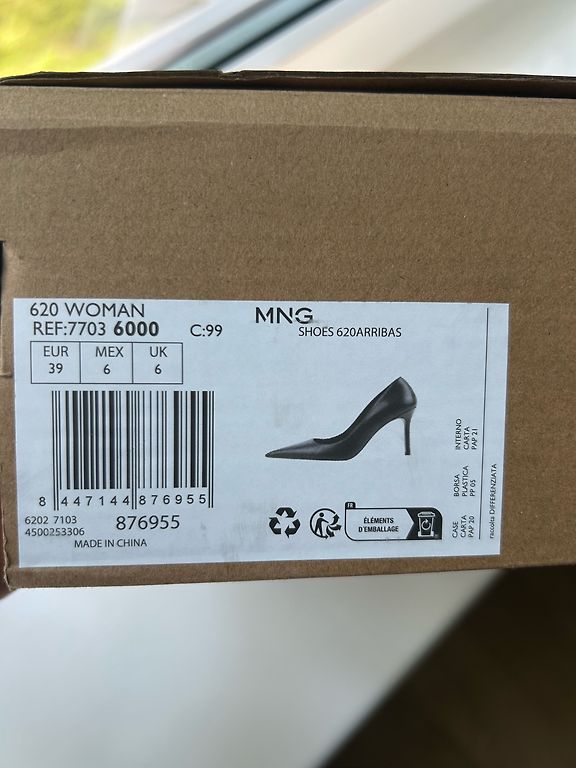 620 WOMAN
REF:7703 6000
C:99
MNG
SHOES 620ARRIBAS
EUR MEX UK
39 6 6
8 447144 876955
6202 7103
876955
4500253306
MADE IN CHINA
FR
ÉLÉMENTS
D'EMBALLAGE
INTERNO
CARTA
PAP 21
BORSA
PLASTICA
PP 05
CASE
CARTA
PAP 20
raccolta DIFFERENZIATA